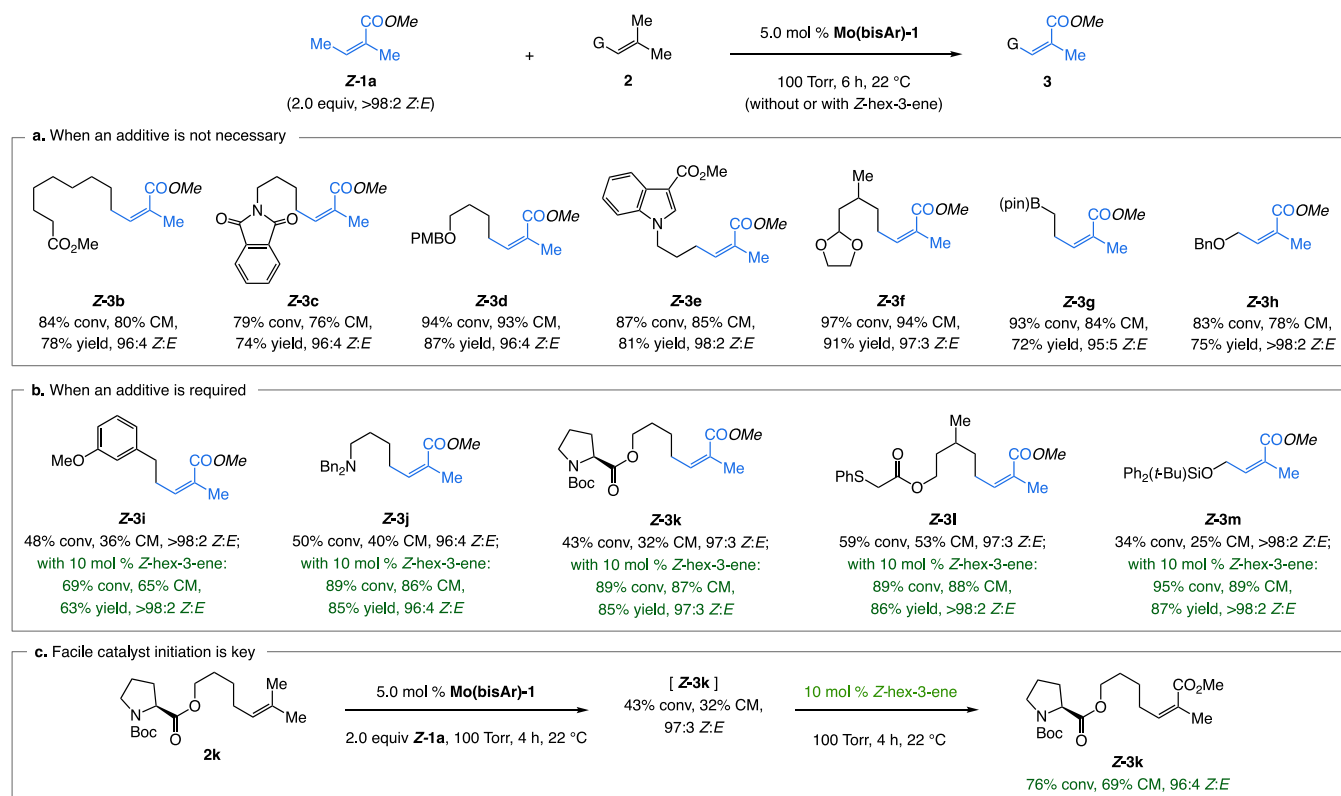 COOMe
Me
Me
Z-1a
(2.0 equiv, >98:2 Z:E)
+
Me
G
Me
2
5.0 mol % Mo(bisAr)-1
100 Torr, 6 h, 22 °C
(without or with Z-hex-3-ene)
COOMe
G
Me
3
a. When an additive is not necessary
COOMe
Me
CO2Me
Z-3b
84% conv, 80% CM,
78% yield, 96:4 Z:E
COOMe
Me
O
N
O
Z-3c
79% conv, 76% CM,
74% yield, 96:4 Z:E
COOMe
Me
PMBO
Z-3d
94% conv, 93% CM,
87% yield, 96:4 Z:E
CO2Me
N
COOMe
Me
Z-3e
87% conv, 85% CM,
81% yield, 98:2 Z:E
Me
COOMe
Me
O
O
Z-3f
97% conv, 94% CM,
91% yield, 97:3 Z:E
(pin)B
COOMe
Me
Z-3g
93% conv, 84% CM,
72% yield, 95:5 Z:E
COOMe
BnO
Me
Z-3h
83% conv, 78% CM,
75% yield, >98:2 Z:E
b. When an additive is required
OMe
COOMe
Me
Z-3i
48% conv, 36% CM, >98:2 Z:E;
with 10 mol % Z-hex-3-ene:
69% conv, 65% CM,
63% yield, >98:2 Z:E
COOMe
Bn2N
Me
Z-3j
50% conv, 40% CM, 96:4 Z:E;
with 10 mol % Z-hex-3-ene:
89% conv, 86% CM,
85% yield, 96:4 Z:E
O
COOMe
N
Me
Boc
O
Z-3k
43% conv, 32% CM, 97:3 Z:E;
with 10 mol % Z-hex-3-ene:
89% conv, 87% CM,
85% yield, 97:3 Z:E
Me
O
COOMe
PhS
O
Me
Z-3l
59% conv, 53% CM, 97:3 Z:E;
with 10 mol % Z-hex-3-ene:
89% conv, 88% CM,
86% yield, >98:2 Z:E
COOMe
Ph2(t-Bu)SiO
Me
Z-3m
34% conv, 25% CM, >98:2 Z:E;
with 10 mol % Z-hex-3-ene:
95% conv, 89% CM,
87% yield, >98:2 Z:E
c. Facile catalyst initiation is key
O
Me
N
Me
Boc
O
2k
5.0 mol % Mo(bisAr)-1
2.0 equiv Z-1a, 100 Torr, 4 h, 22 °C
[ Z-3k ]
43% conv, 32% CM,
97:3 Z:E
10 mol % Z-hex-3-ene
100 Torr, 4 h, 22 °C
O
CO2Me
N
Me
Boc
O
Z-3k
76% conv, 69% CM, 96:4 Z:E